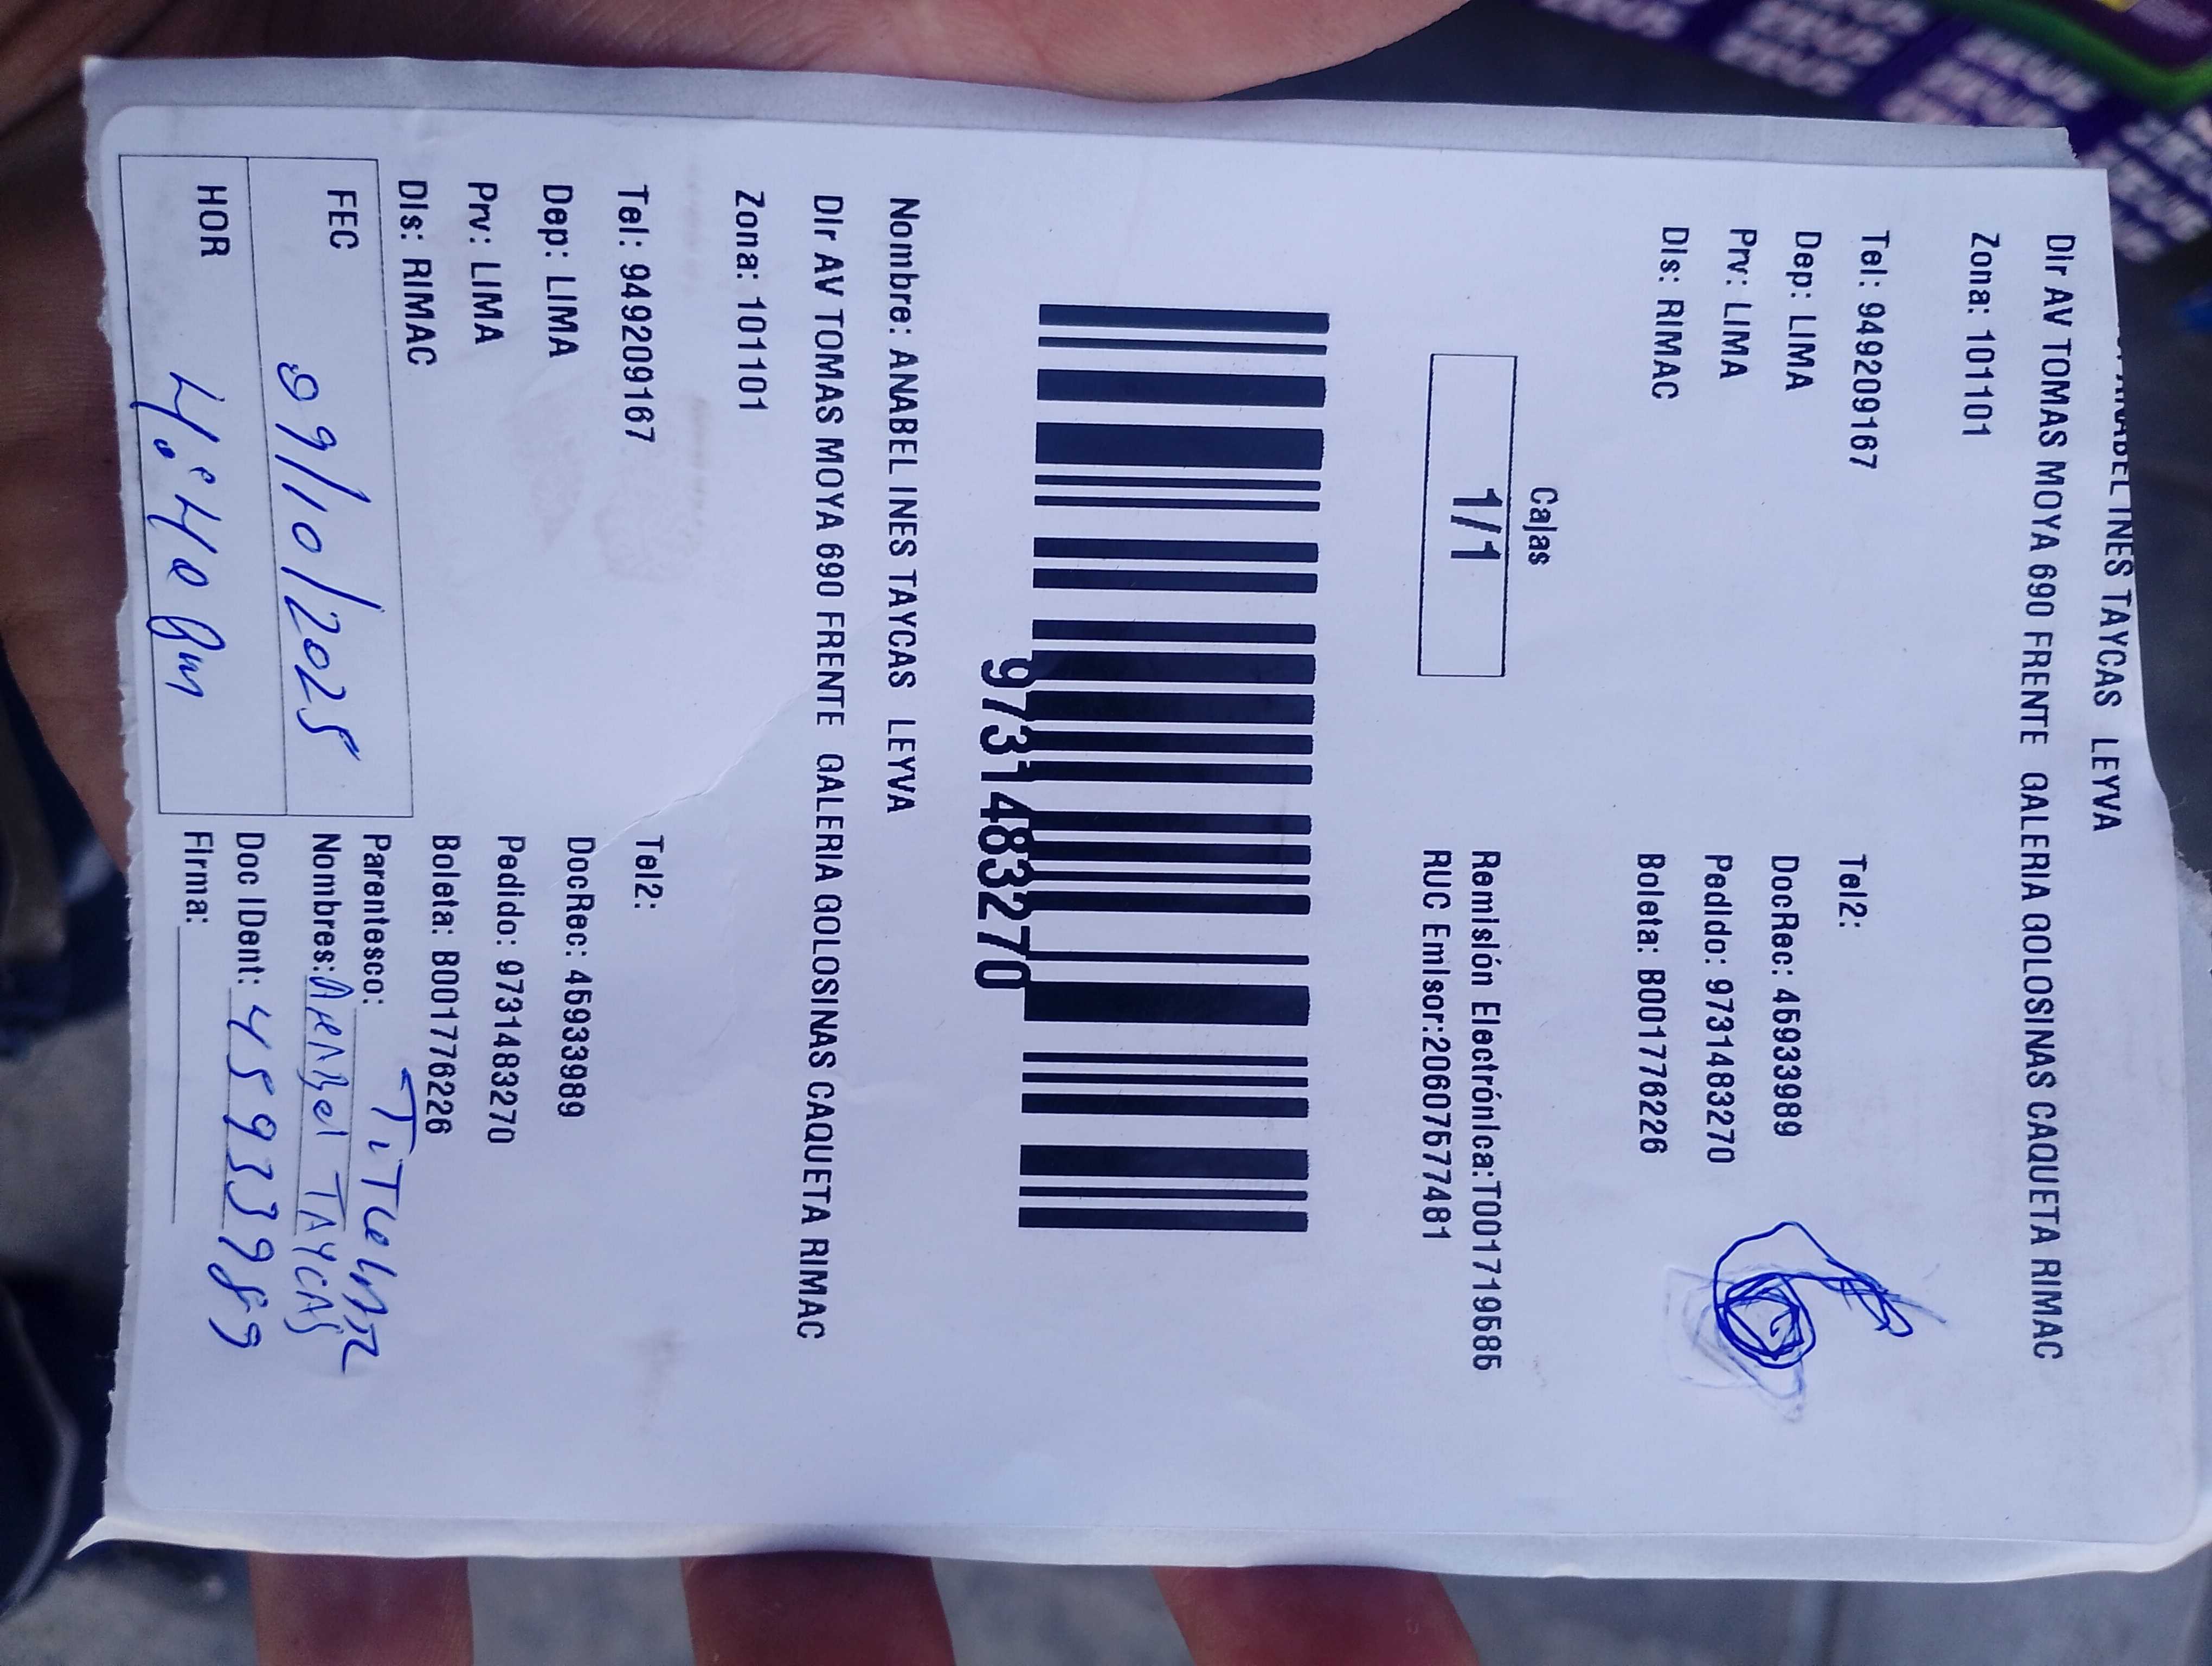 ANABEL INES TAYCAS LEYVA
Dir AV TOMAS MOYA 690 FRENTE GALERIA GOLOSINAS CAQUETA RIMAC
Zona: 101101
Tel: 949209167 Tel2:
Dep: LIMA DocRec: 45933989
Prv: LIMA Pedido: 9731483270
Dis: RIMAC Boleta: B001776226
Cajas
1/1
Remisión Electrónica:T001719585
RUC Emisor:20607577481
9731483270
Nombre: ANABEL INES TAYCAS LEYVA
Dir AV TOMAS MOYA 690 FRENTE GALERIA GOLOSINAS CAQUETA RIMAC
Zona: 101101
Tel: 949209167 Tel2:
Dep: LIMA DocRec: 45933989
Prv: LIMA Pedido: 9731483270
Dis: RIMAC Boleta: B001776226
FEC 09/10/2025 Parentesco: Titular
Nombres: ANABel TAYCAS
HOR 4:40 Pm Doc IDent: 45933989
Firma: